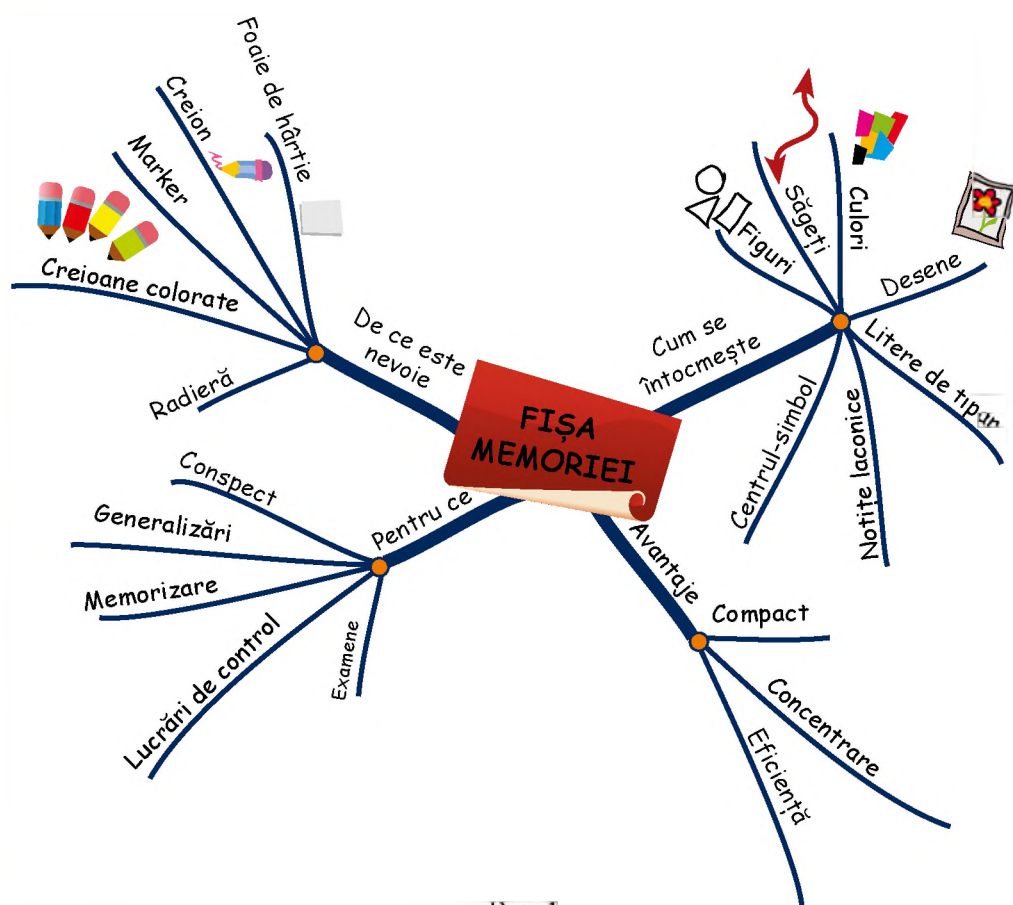 FIȘA
MEMORIEI
De ce este
nevoie
Foaie de hârtie
Creion
Marker
Creioane colorate
Radieră
Cum se
întocmește
Figuri
Săgeți
Culori
Desene
Litere de tipar
Notițe laconice
Centrul-simbol
Pentru ce
Conspect
Generalizări
Memorizare
Lucrări de control
Examene
Avantaje
Compact
Concentrare
Eficiență